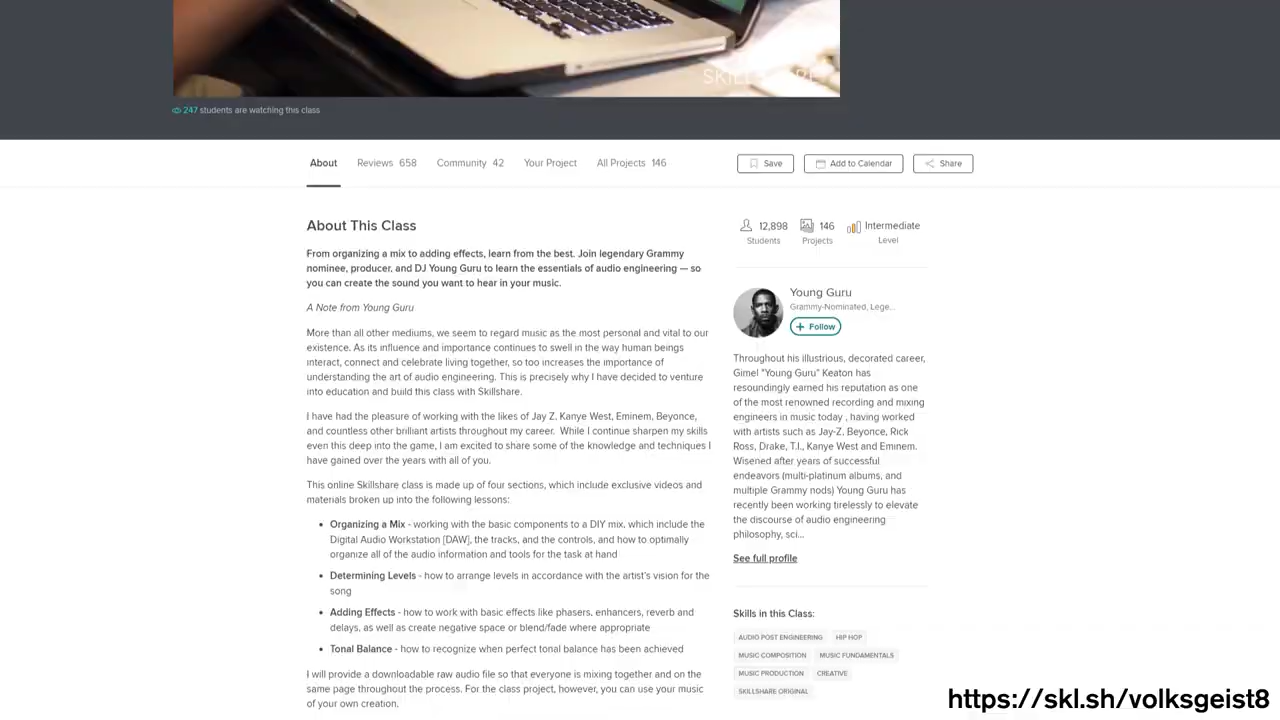 SKILLSHARE
247 students are watching this class
About
Reviews 658
Community 42
Your Project
All Projects 146
Save
Add to Calendar
Share
About This Class
From organizing a mix to adding effects, learn from the best. Join legendary Grammy
nominee, producer, and DJ Young Guru to learn the essentials of audio engineering — so
you can create the sound you want to hear in your music.
A Note from Young Guru
More than all other mediums, we seem to regard music as the most personal and vital to our
existence. As its influence and importance continues to swell in the way human beings
interact, connect and celebrate living together, so too increases the importance of
understanding the art of audio engineering. This is precisely why I have decided to venture
into education and build this class with Skillshare.
I have had the pleasure of working with the likes of Jay Z, Kanye West, Eminem, Beyonce,
and countless other brilliant artists throughout my career. While I continue sharpen my skills
even this deep into the game, I am excited to share some of the knowledge and techniques I
have gained over the years with all of you.
This online Skillshare class is made up of four sections, which include exclusive videos and
materials broken up into the following lessons:
• Organizing a Mix - working with the basic components to a DIY mix, which include the
Digital Audio Workstation [DAW], the tracks, and the controls, and how to optimally
organize all of the audio information and tools for the task at hand
• Determining Levels - how to arrange levels in accordance with the artist's vision for the
song
• Adding Effects - how to work with basic effects like phasers, enhancers, reverb and
delays, as well as create negative space or blend/fade where appropriate
• Tonal Balance - how to recognize when perfect tonal balance has been achieved
I will provide a downloadable raw audio file so that everyone is mixing together and on the
same page throughout the process. For the class project, however, you can use your music
of your own creation.
12,898
Students
146
Projects
Intermediate
Level
Young Guru
Grammy-Nominated, Lege...
+ Follow
Throughout his illustrious, decorated career,
Gimel "Young Guru" Keaton has
resoundingly earned his reputation as one
of the most renowned recording and mixing
engineers in music today , having worked
with artists such as Jay-Z, Beyonce, Rick
Ross, Drake, T.I., Kanye West and Eminem.
Wisened after years of successful
endeavors (multi-platinum albums, and
multiple Grammy nods) Young Guru has
recently been working tirelessly to elevate
the discourse of audio engineering
philosophy, sci...
See full profile
Skills in this Class:
AUDIO POST ENGINEERING
HIP HOP
MUSIC COMPOSITION
MUSIC FUNDAMENTALS
MUSIC PRODUCTION
CREATIVE
SKILLSHARE ORIGINAL
https://skl.sh/volksgeist8